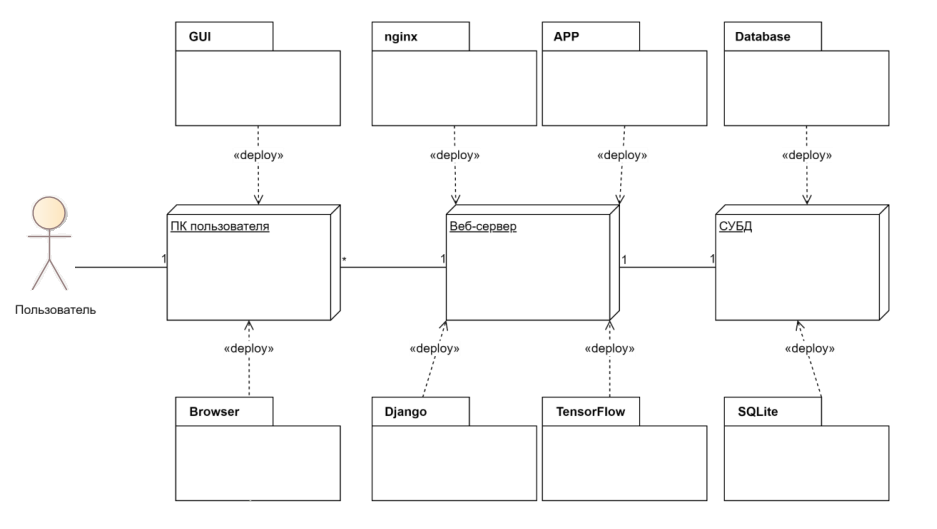 GUI
nginx
APP
Database
«deploy»
«deploy»
«deploy»
«deploy»
ПК пользователя
Веб-сервер
СУБД
1
*
1
1
1
Пользователь
«deploy»
«deploy»
«deploy»
«deploy»
Browser
Django
TensorFlow
SQLite